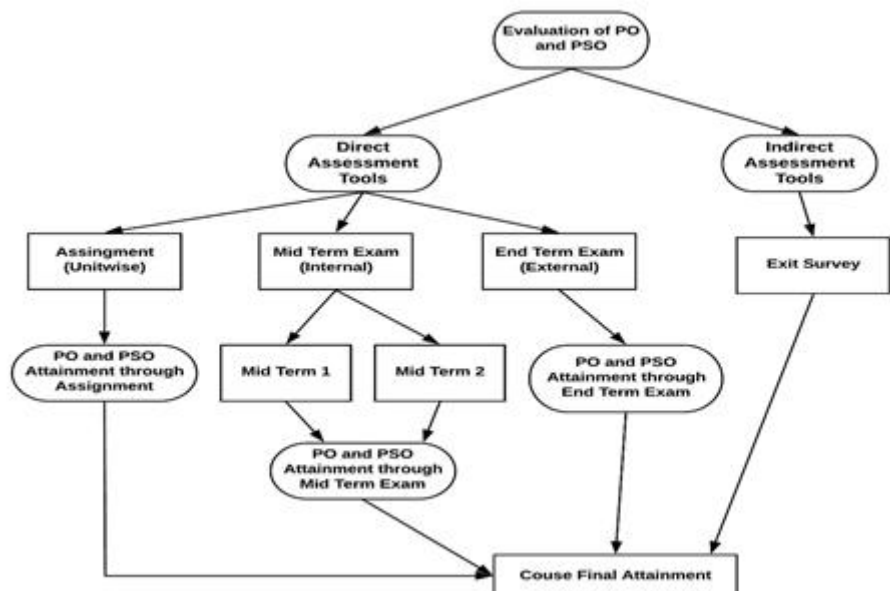 Evaluation of PO
and PSO
Direct
Assessment
Tools
Indirect
Assessment
Tools
Assingment
(Unitwise)
Mid Term Exam
(Internal)
End Term Exam
(External)
Exit Survey
PO and PSO
Attainment through
Assignment
Mid Term 1
Mid Term 2
PO and PSO
Attainment through
End Term Exam
PO and PSO
Attainment through
Mid Term Exam
Couse Final Attainment